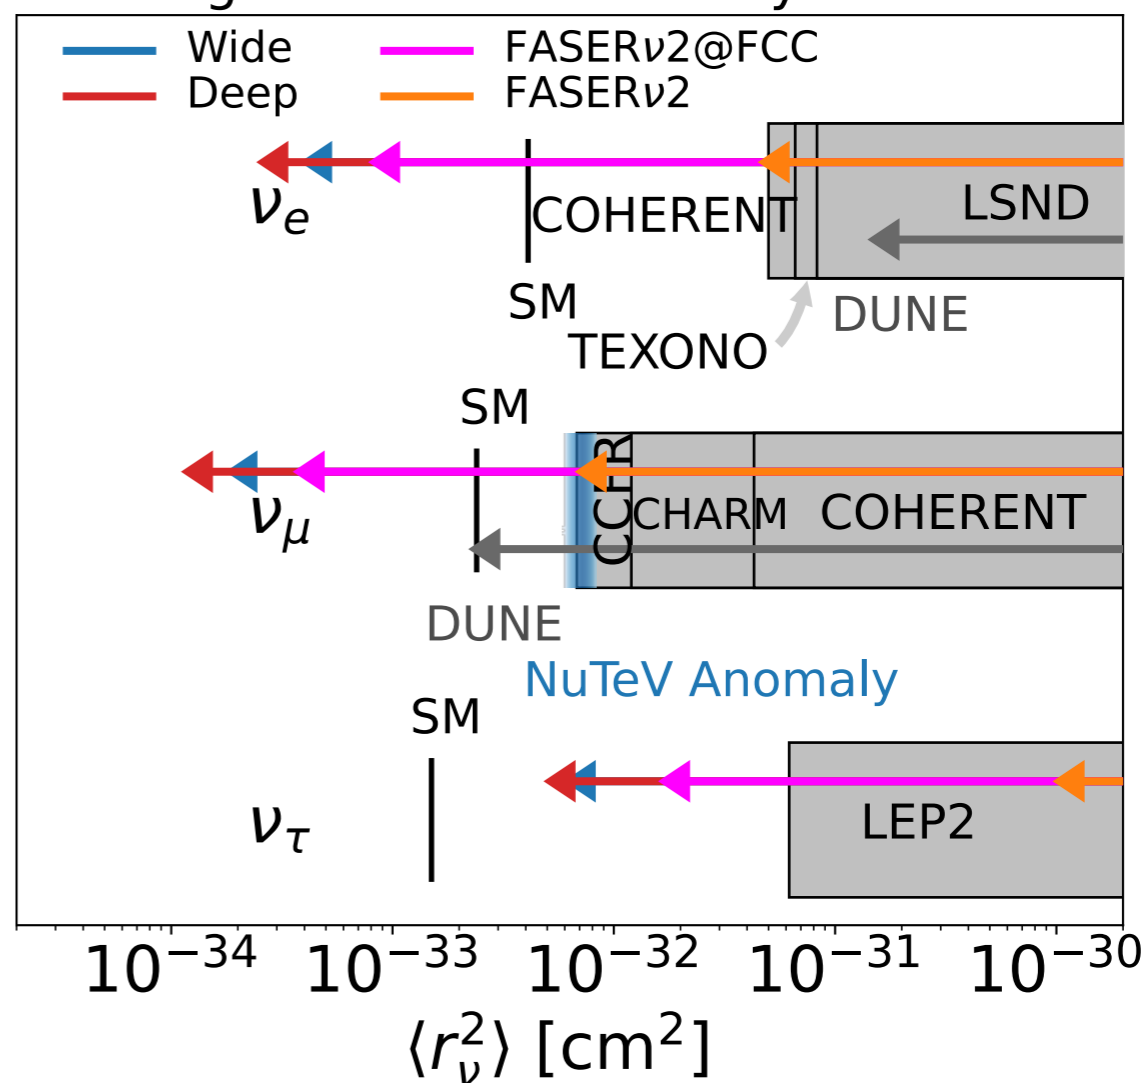 Wide
FASERν2@FCC
Deep
FASERν2
νe
COHERENT
LSND
SM
DUNE
TEXONO
SM
νμ
CCFR
CHARM
COHERENT
DUNE
NuTeV Anomaly
SM
ντ
LEP2
10⁻³⁴ 10⁻³³ 10⁻³² 10⁻³¹ 10⁻³⁰
⟨r²ν⟩ [cm²]